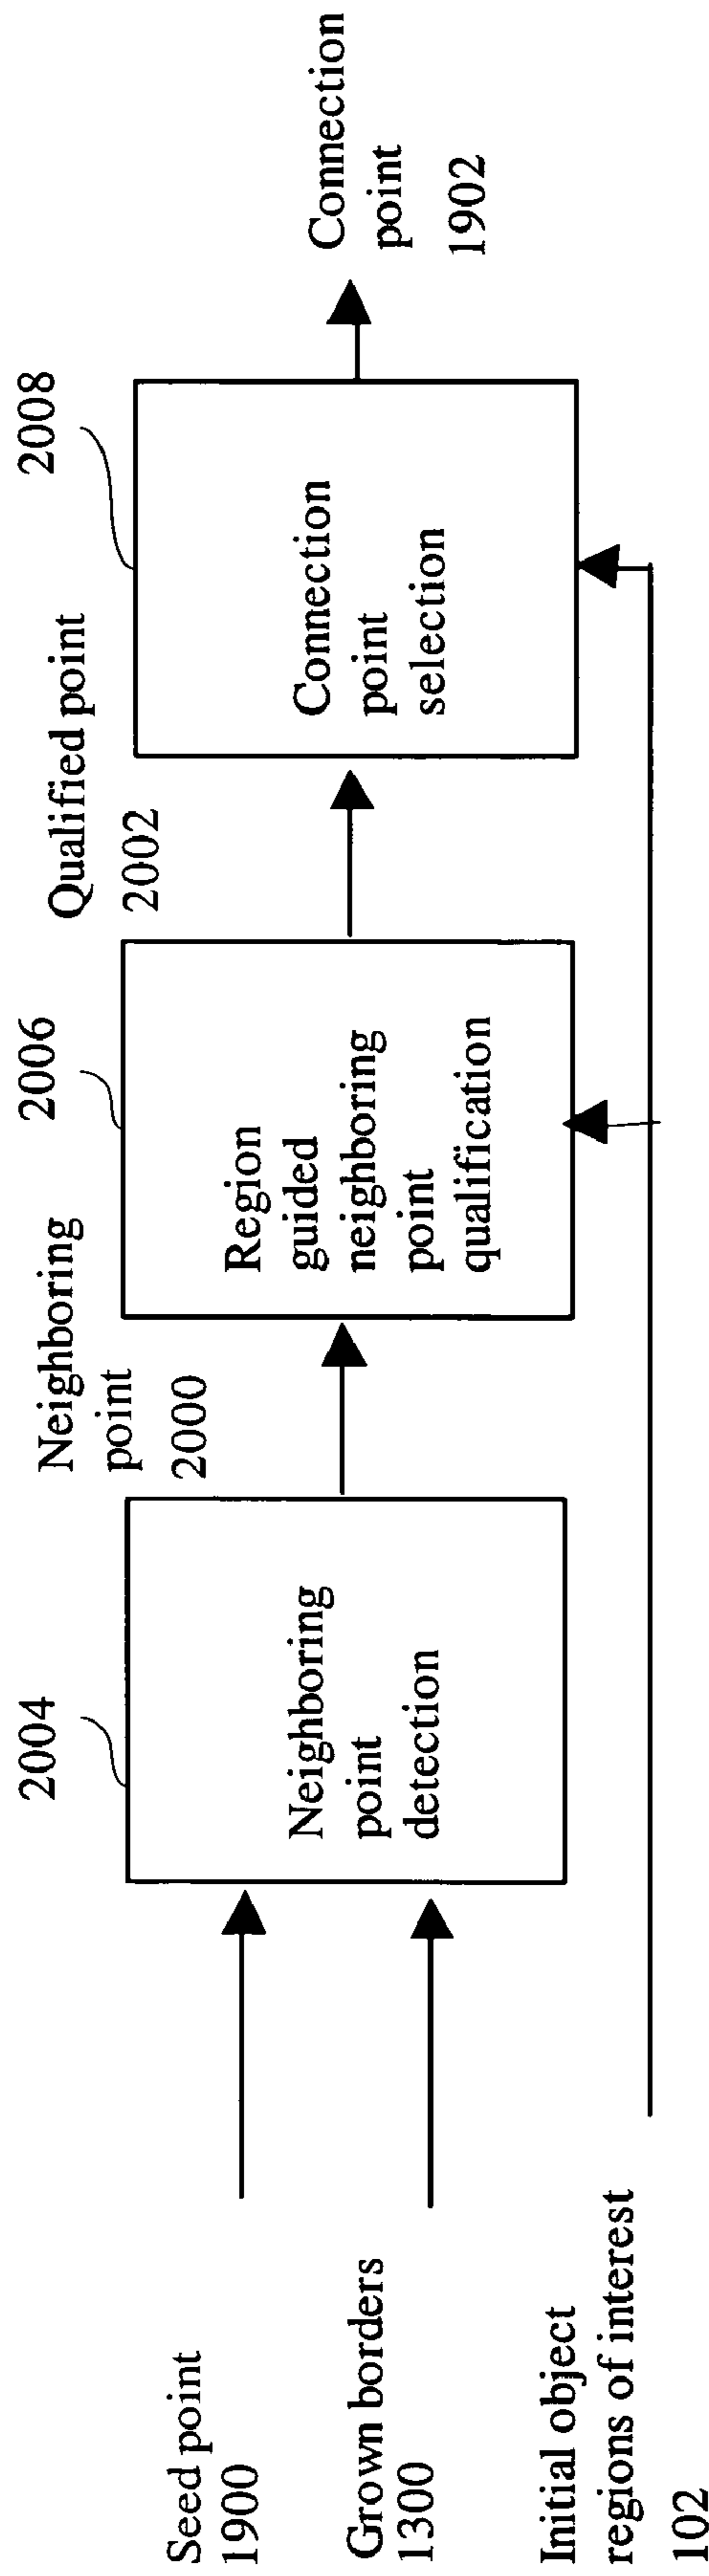 Seed point
1900
Grown borders
1300
Initial object
regions of interest
102
2004
Neighboring
point
detection
Neighboring
point
2000
2006
Region
guided
neighboring
point
qualification
Qualified point
2002
2008
Connection
point
selection
Connection
point
1902